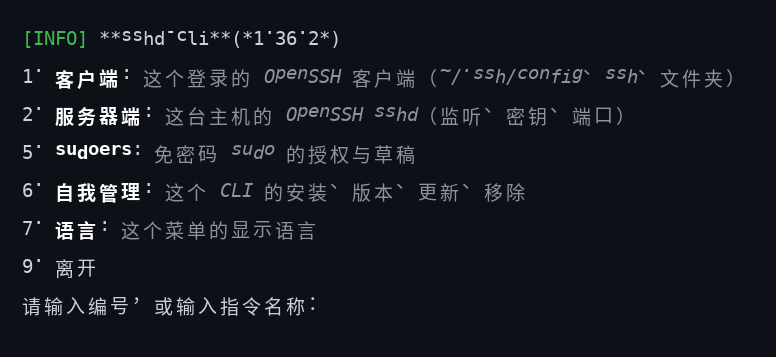 [INFO] **sshd-cli**(*1.36.2*)
1. 客户端: 这个登录的 OpenSSH 客户端（~/.ssh/config、ssh、文件夹）
2. 服务器端: 这台主机的 OpenSSH sshd（监听、密钥、端口）
5. sudoers: 免密码 sudo 的授权与草稿
6. 自我管理: 这个 CLI 的安装、版本、更新、移除
7. 语言: 这个菜单的显示语言
9. 离开
请输入编号, 或输入指令名称: